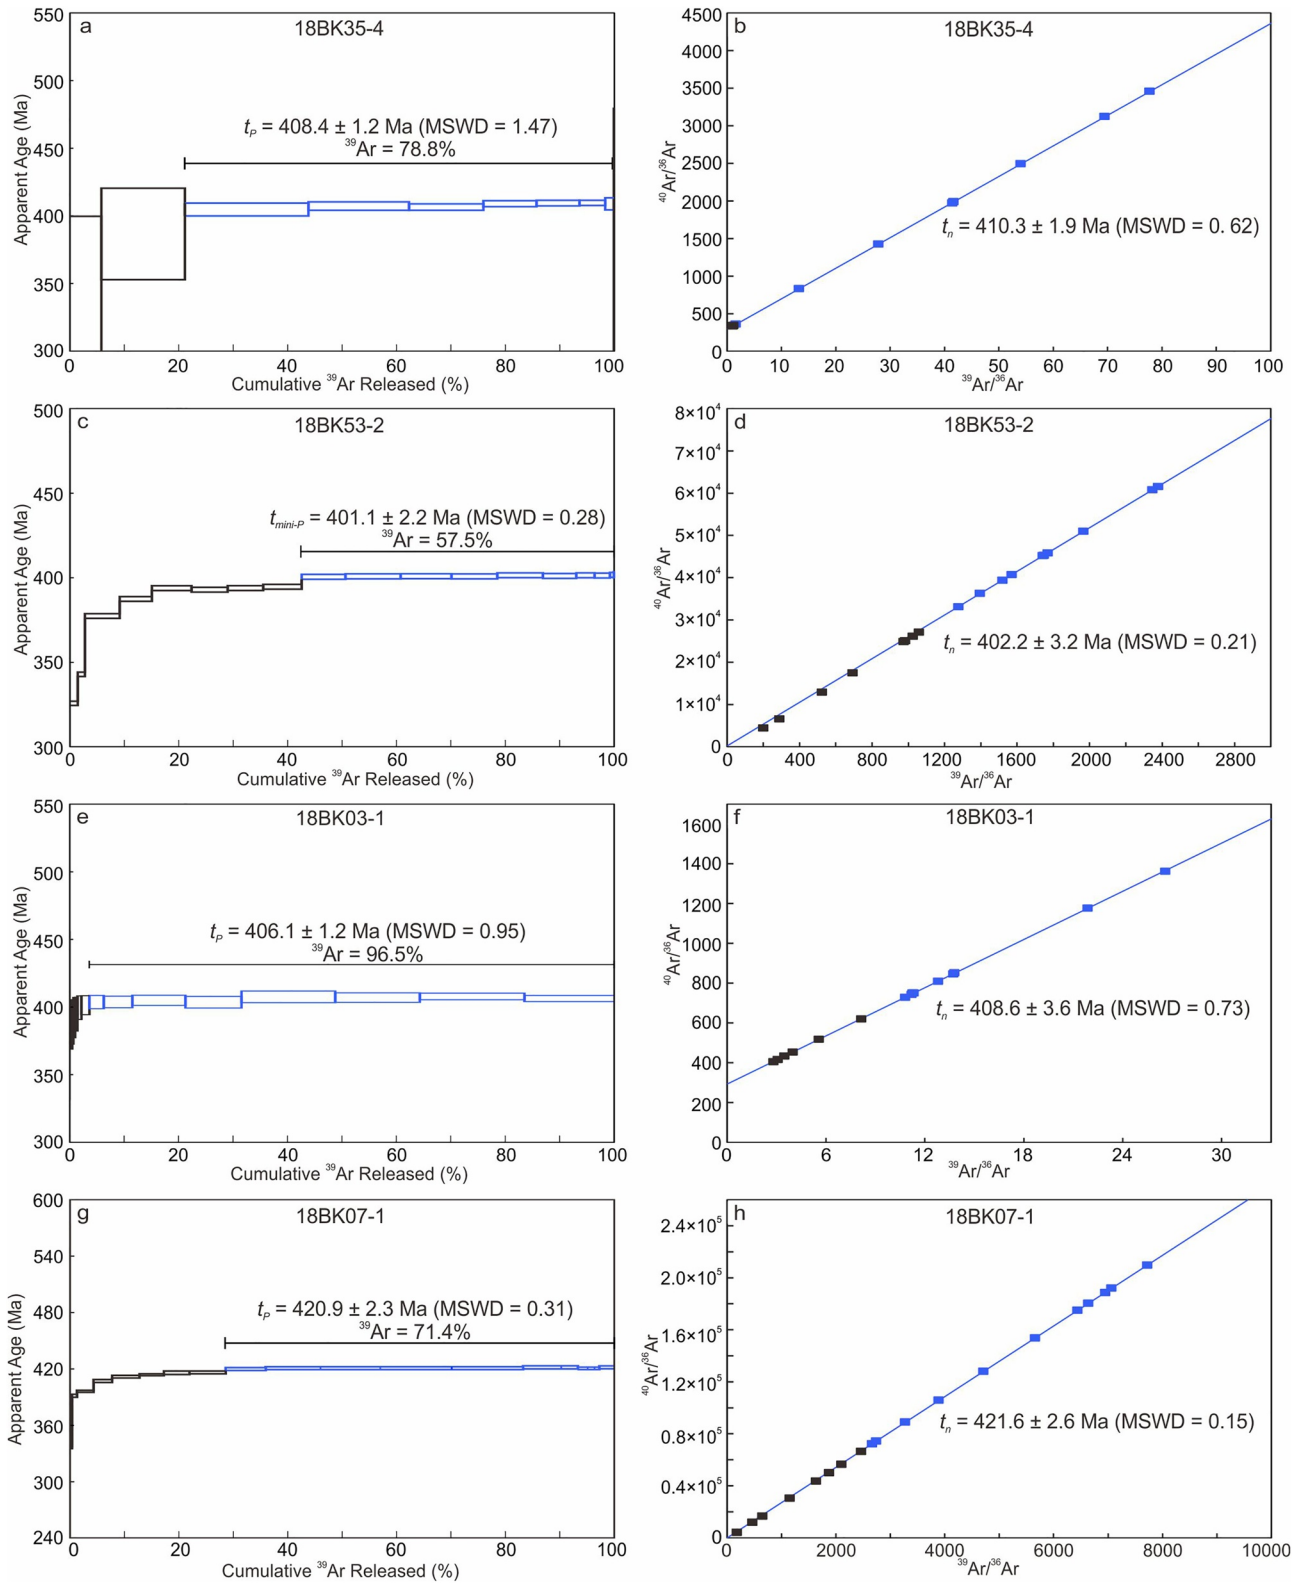 a
18BK35-4
550
500
450
400
350
300
Apparent Age (Ma)
tP = 408.4 ± 1.2 Ma (MSWD = 1.47)
39Ar = 78.8%
0 20 40 60 80 100
Cumulative 39Ar Released (%)
b
18BK35-4
4500
4000
3500
3000
2500
2000
1500
1000
500
0
40Ar/36Ar
tn = 410.3 ± 1.9 Ma (MSWD = 0. 62)
0 10 20 30 40 50 60 70 80 90 100
39Ar/36Ar
c
18BK53-2
500
450
400
350
300
Apparent Age (Ma)
tmini-P = 401.1 ± 2.2 Ma (MSWD = 0.28)
39Ar = 57.5%
0 20 40 60 80 100
Cumulative 39Ar Released (%)
d
18BK53-2
8×10⁴
7×10⁴
6×10⁴
5×10⁴
4×10⁴
3×10⁴
2×10⁴
1×10⁴
0
40Ar/36Ar
tn = 402.2 ± 3.2 Ma (MSWD = 0.21)
0 400 800 1200 1600 2000 2400 2800
39Ar/36Ar
e
18BK03-1
550
500
450
400
350
300
Apparent Age (Ma)
tP = 406.1 ± 1.2 Ma (MSWD = 0.95)
39Ar = 96.5%
0 20 40 60 80 100
Cumulative 39Ar Released (%)
f
18BK03-1
1600
1400
1200
1000
800
600
400
200
0
40Ar/36Ar
tn = 408.6 ± 3.6 Ma (MSWD = 0.73)
0 6 12 18 24 30
39Ar/36Ar
g
18BK07-1
600
540
480
420
360
300
240
Apparent Age (Ma)
tP = 420.9 ± 2.3 Ma (MSWD = 0.31)
39Ar = 71.4%
0 20 40 60 80 100
Cumulative 39Ar Released (%)
h
18BK07-1
2.4×10⁵
2.0×10⁵
1.6×10⁵
1.2×10⁵
0.8×10⁵
0.4×10⁵
0
40Ar/36Ar
tn = 421.6 ± 2.6 Ma (MSWD = 0.15)
0 2000 4000 6000 8000 10000
39Ar/36Ar